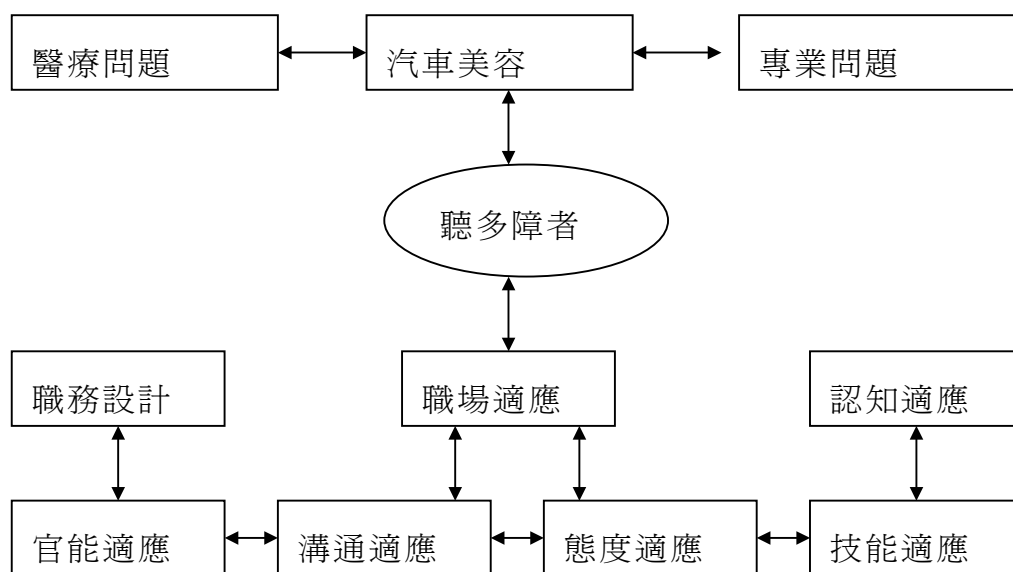 醫療問題
汽車美容
專業問題
聽多障者
職務設計
職場適應
認知適應
官能適應
溝通適應
態度適應
技能適應